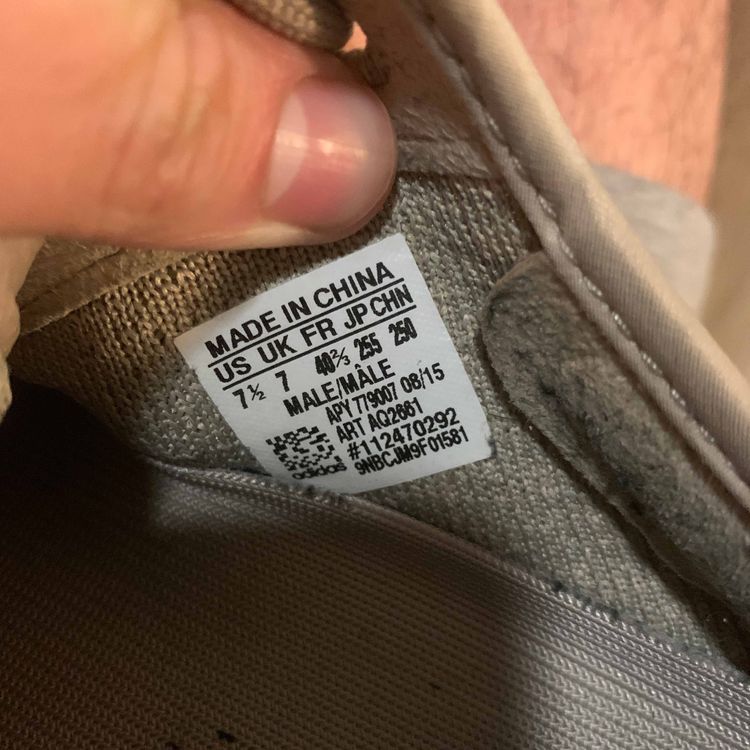 MADE IN CHINA
US UK FR JP CHN
7½ 7 40⅔ 255 250
MALE/MÂLE
APY 779007 08/15
ART AQ2661
#112470292
9NBCJM9F01581
adidas